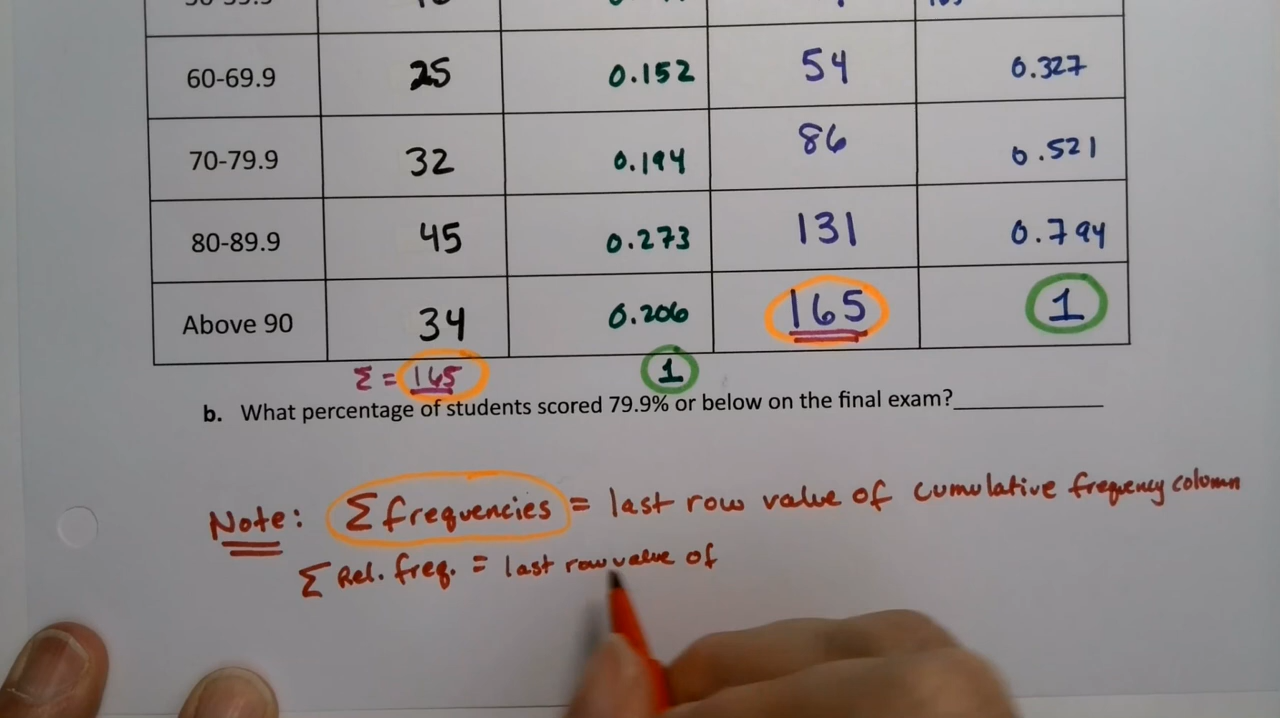 60-69.9 25 0.152 54 0.327
70-79.9 32 0.194 86 0.521
80-89.9 45 0.273 131 0.794
Above 90 34 0.206 165 1
Σ = 165 1
b. What percentage of students scored 79.9% or below on the final exam?____________
Note: Σ frequencies = last row value of cumulative frequency column
Σ Rel. freq. = last row value of